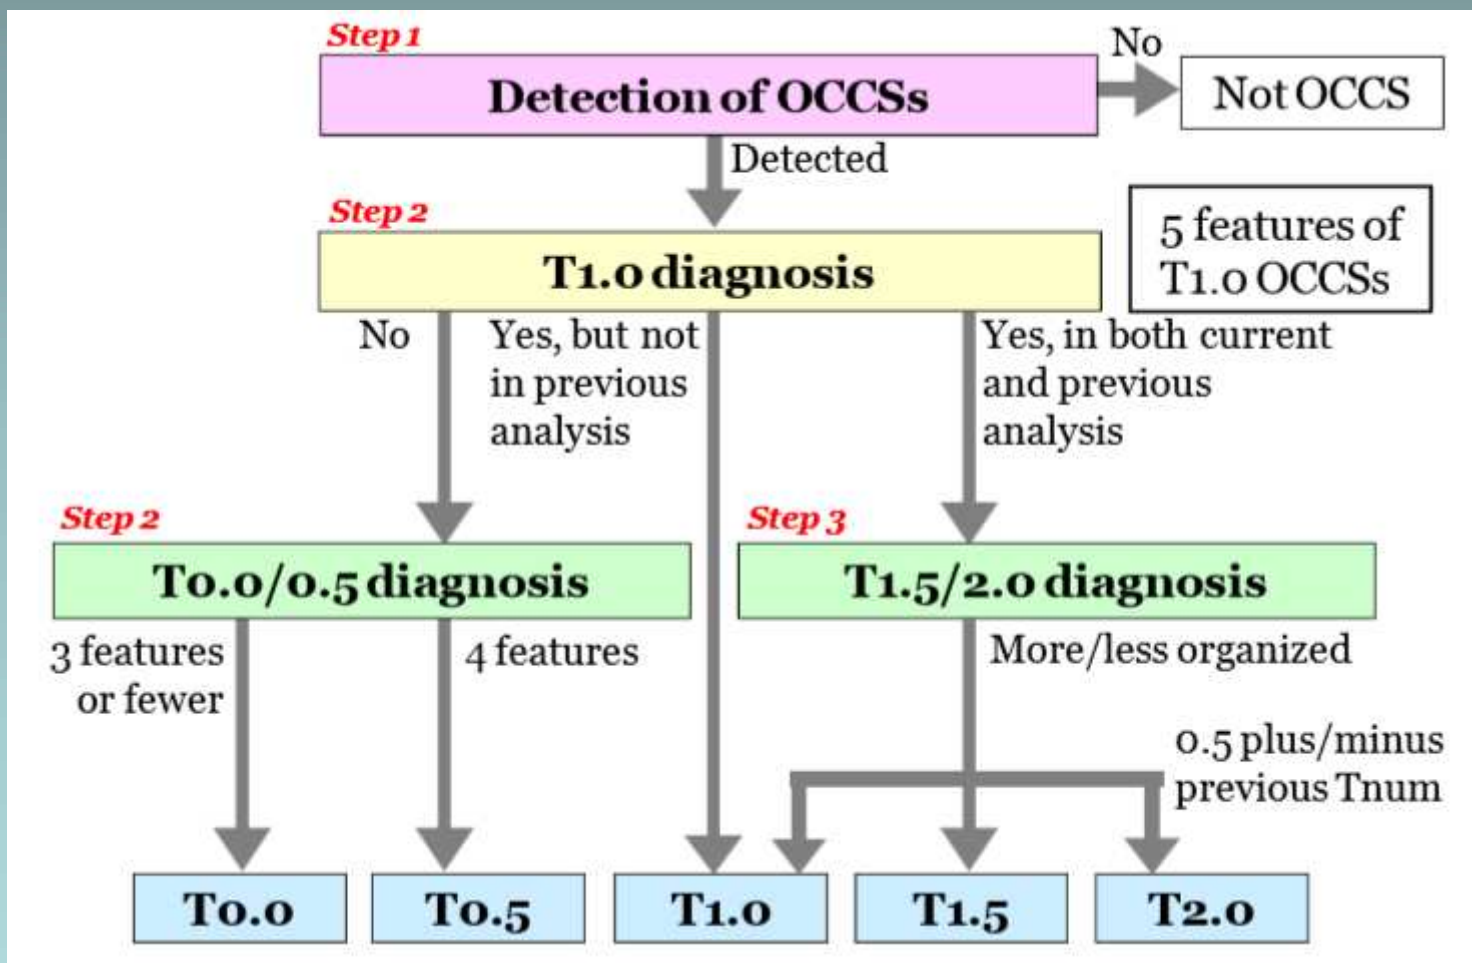 Step 1
Detection of OCCSs
No
Not OCCS
Detected
Step 2
T1.0 diagnosis
5 features of
T1.0 OCCSs
No
Yes, but not
in previous
analysis
Yes, in both current
and previous
analysis
Step 2
T0.0/0.5 diagnosis
Step 3
T1.5/2.0 diagnosis
3 features
or fewer
4 features
More/less organized
0.5 plus/minus
previous Tnum
T0.0
T0.5
T1.0
T1.5
T2.0